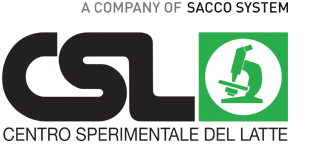 A COMPANY OF SACCO SYSTEM
CSL
CENTRO SPERIMENTALE DEL LATTE